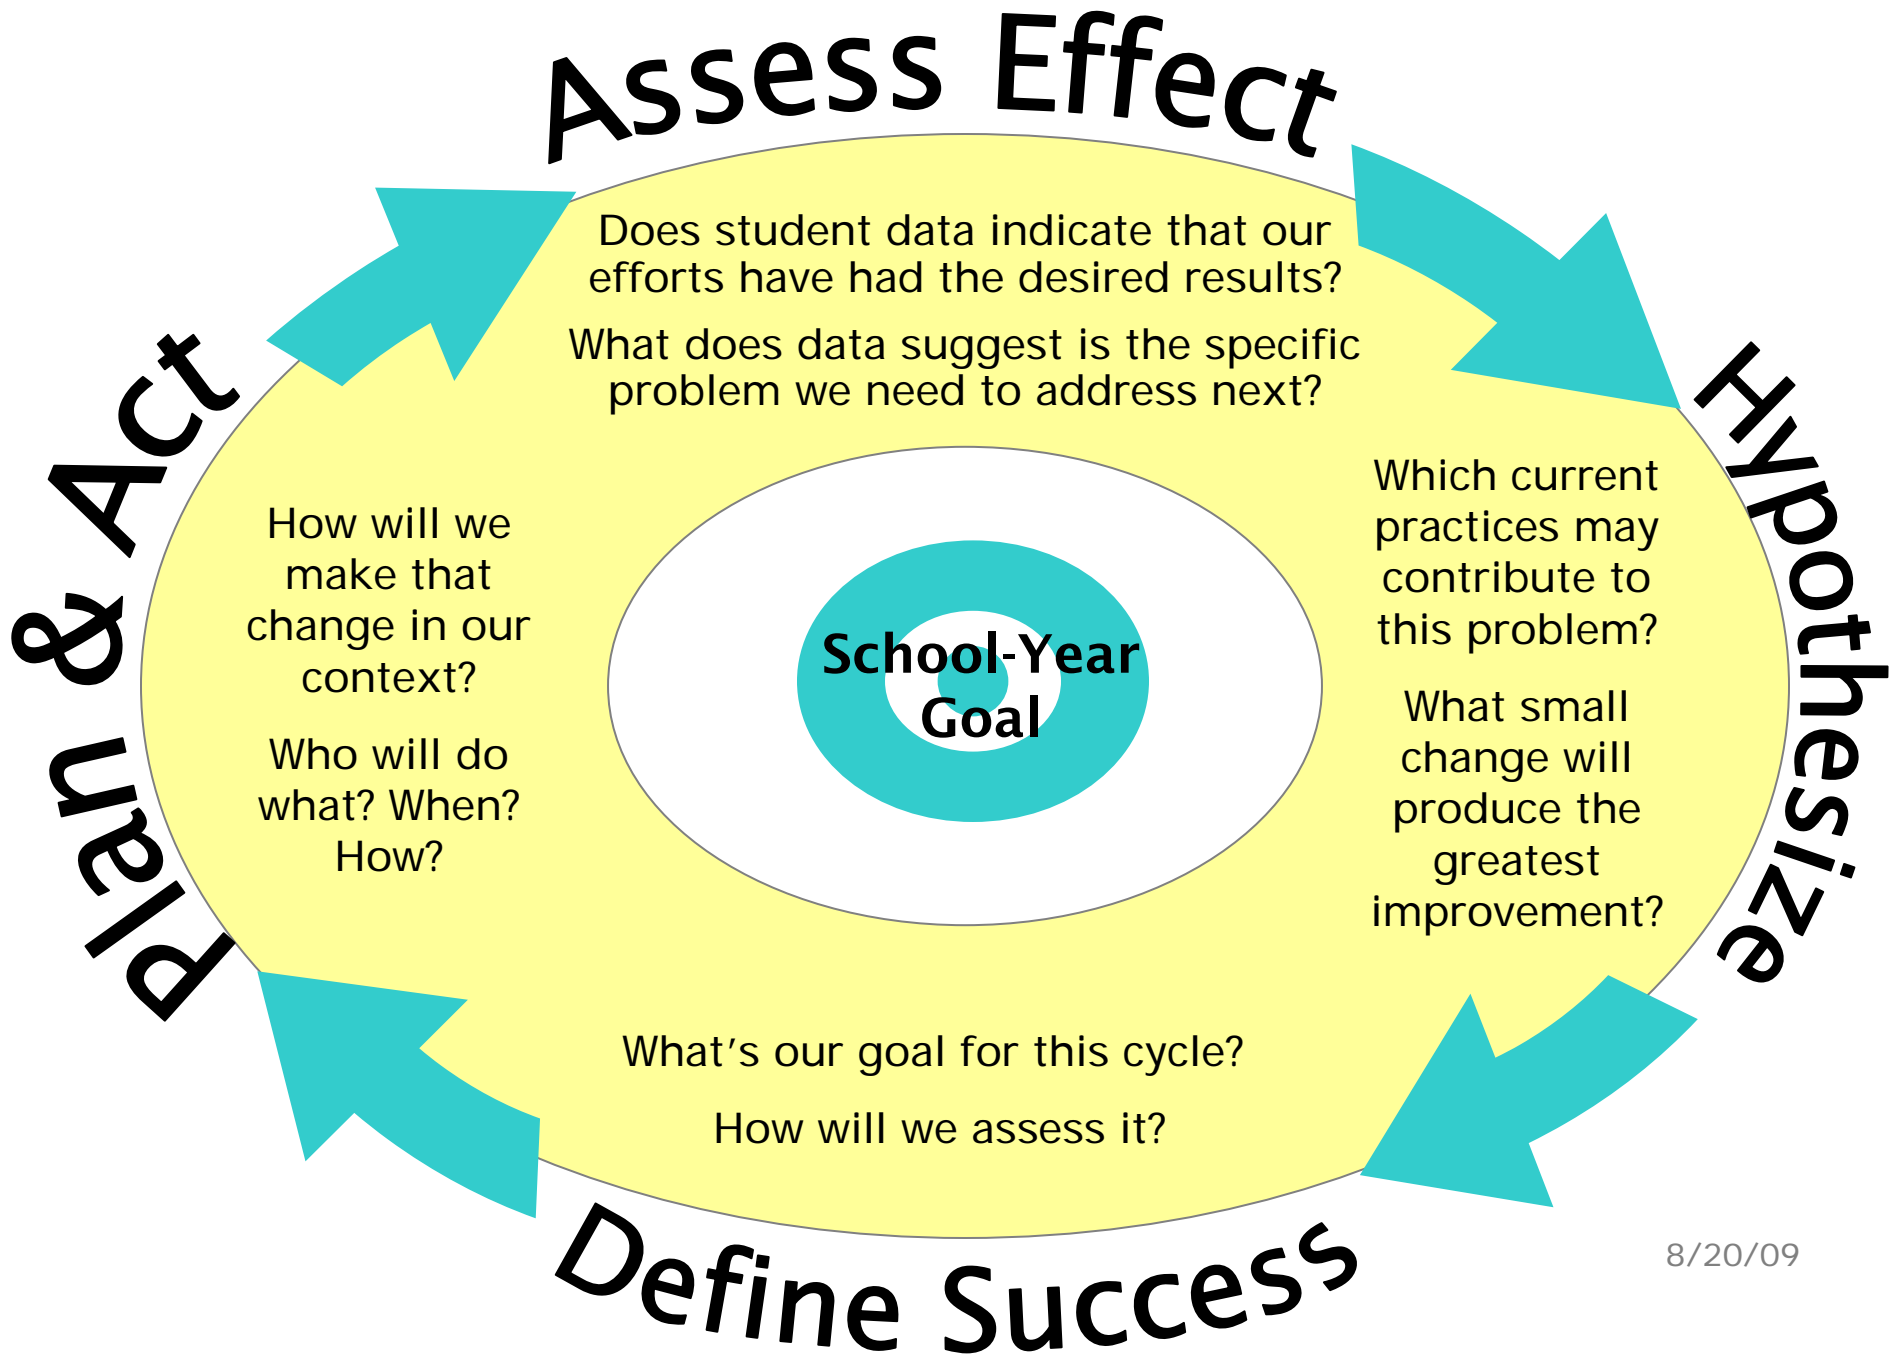 Assess Effect
Does student data indicate that our
efforts have had the desired results?
What does data suggest is the specific
problem we need to address next?
Hypothesize
Which current
practices may
contribute to
this problem?
What small
change will
produce the
greatest
improvement?
Define Success
What's our goal for this cycle?
How will we assess it?
Plan & Act
How will we
make that
change in our
context?
Who will do
what? When?
How?
School-Year
Goal
8/20/09